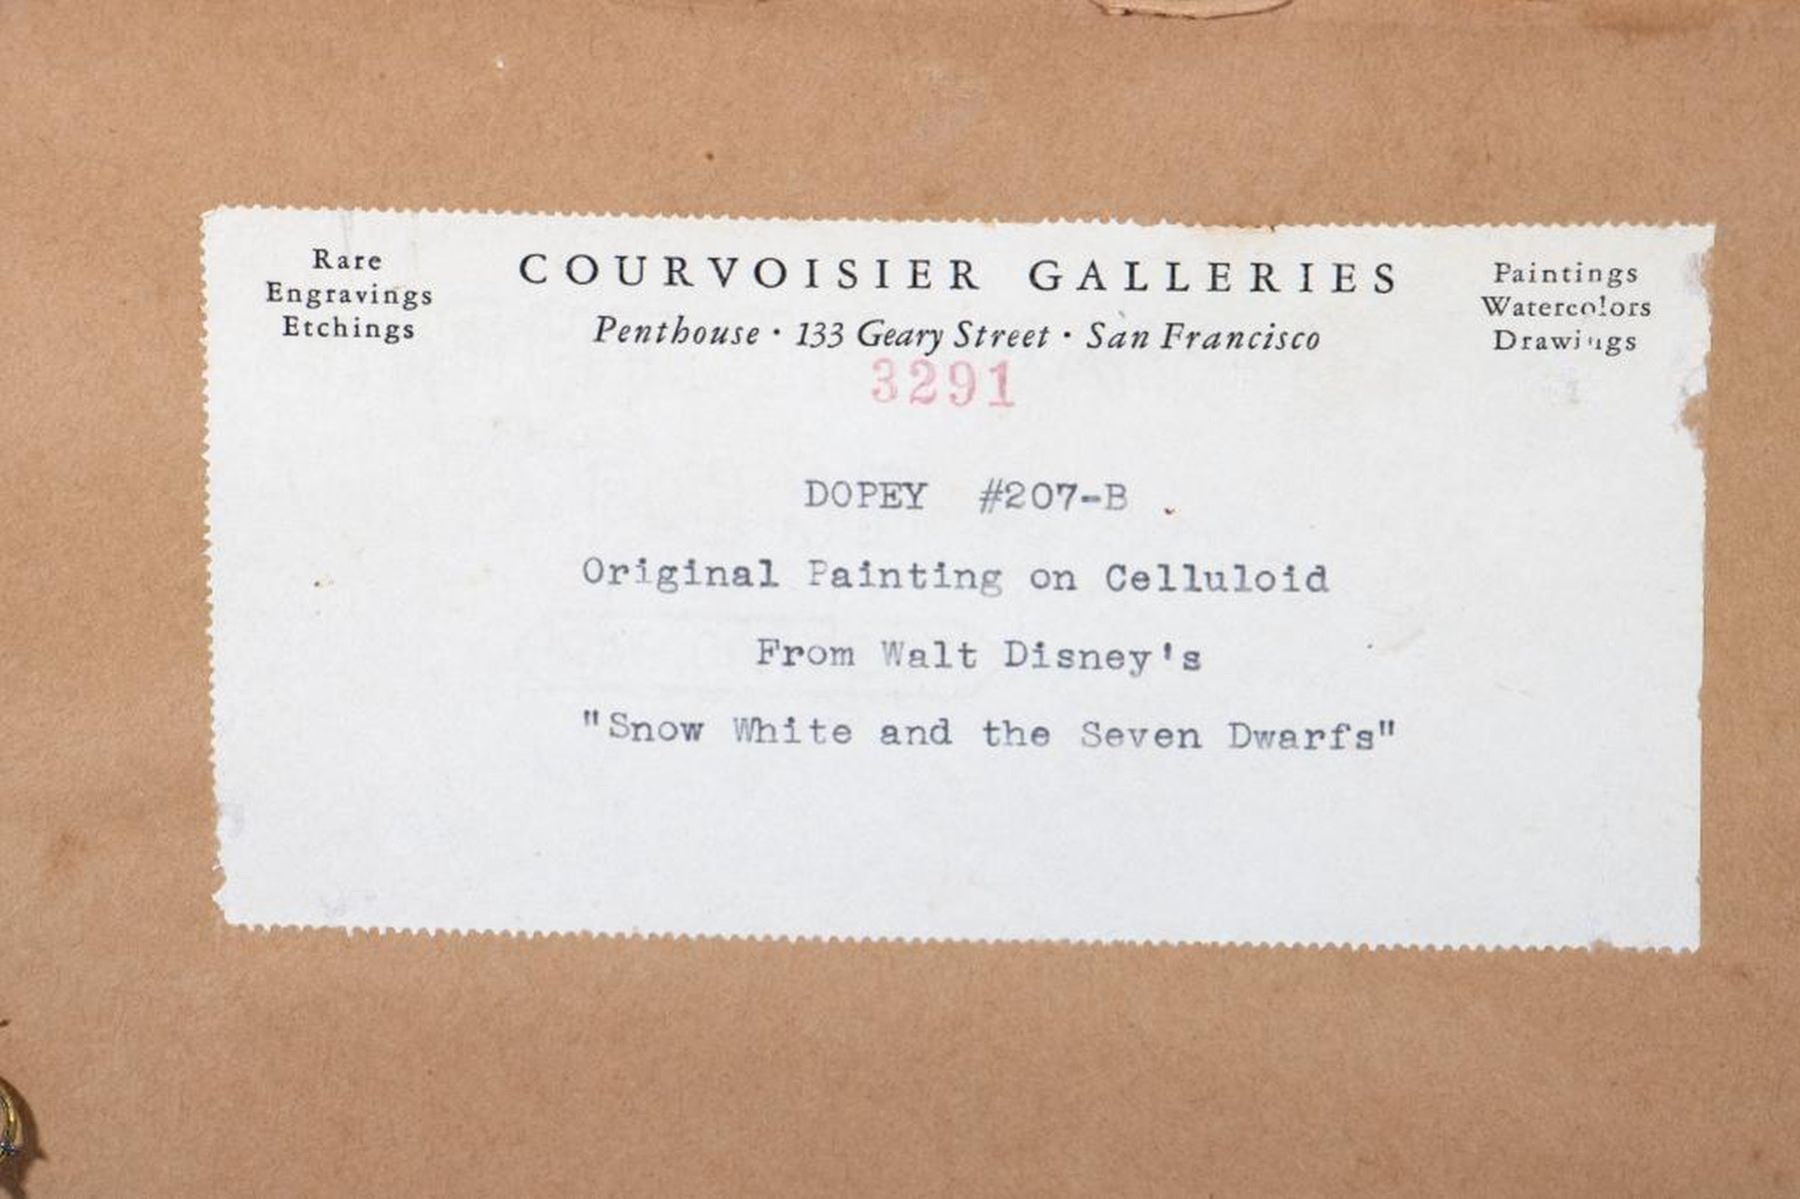 Rare
Engravings
Etchings
COURVOISIER GALLERIES
Penthouse · 133 Geary Street · San Francisco
Paintings
Watercolors
Drawings
3291
DOPEY #207-B
Original Painting on Celluloid
From Walt Disney's
"Snow White and the Seven Dwarfs"